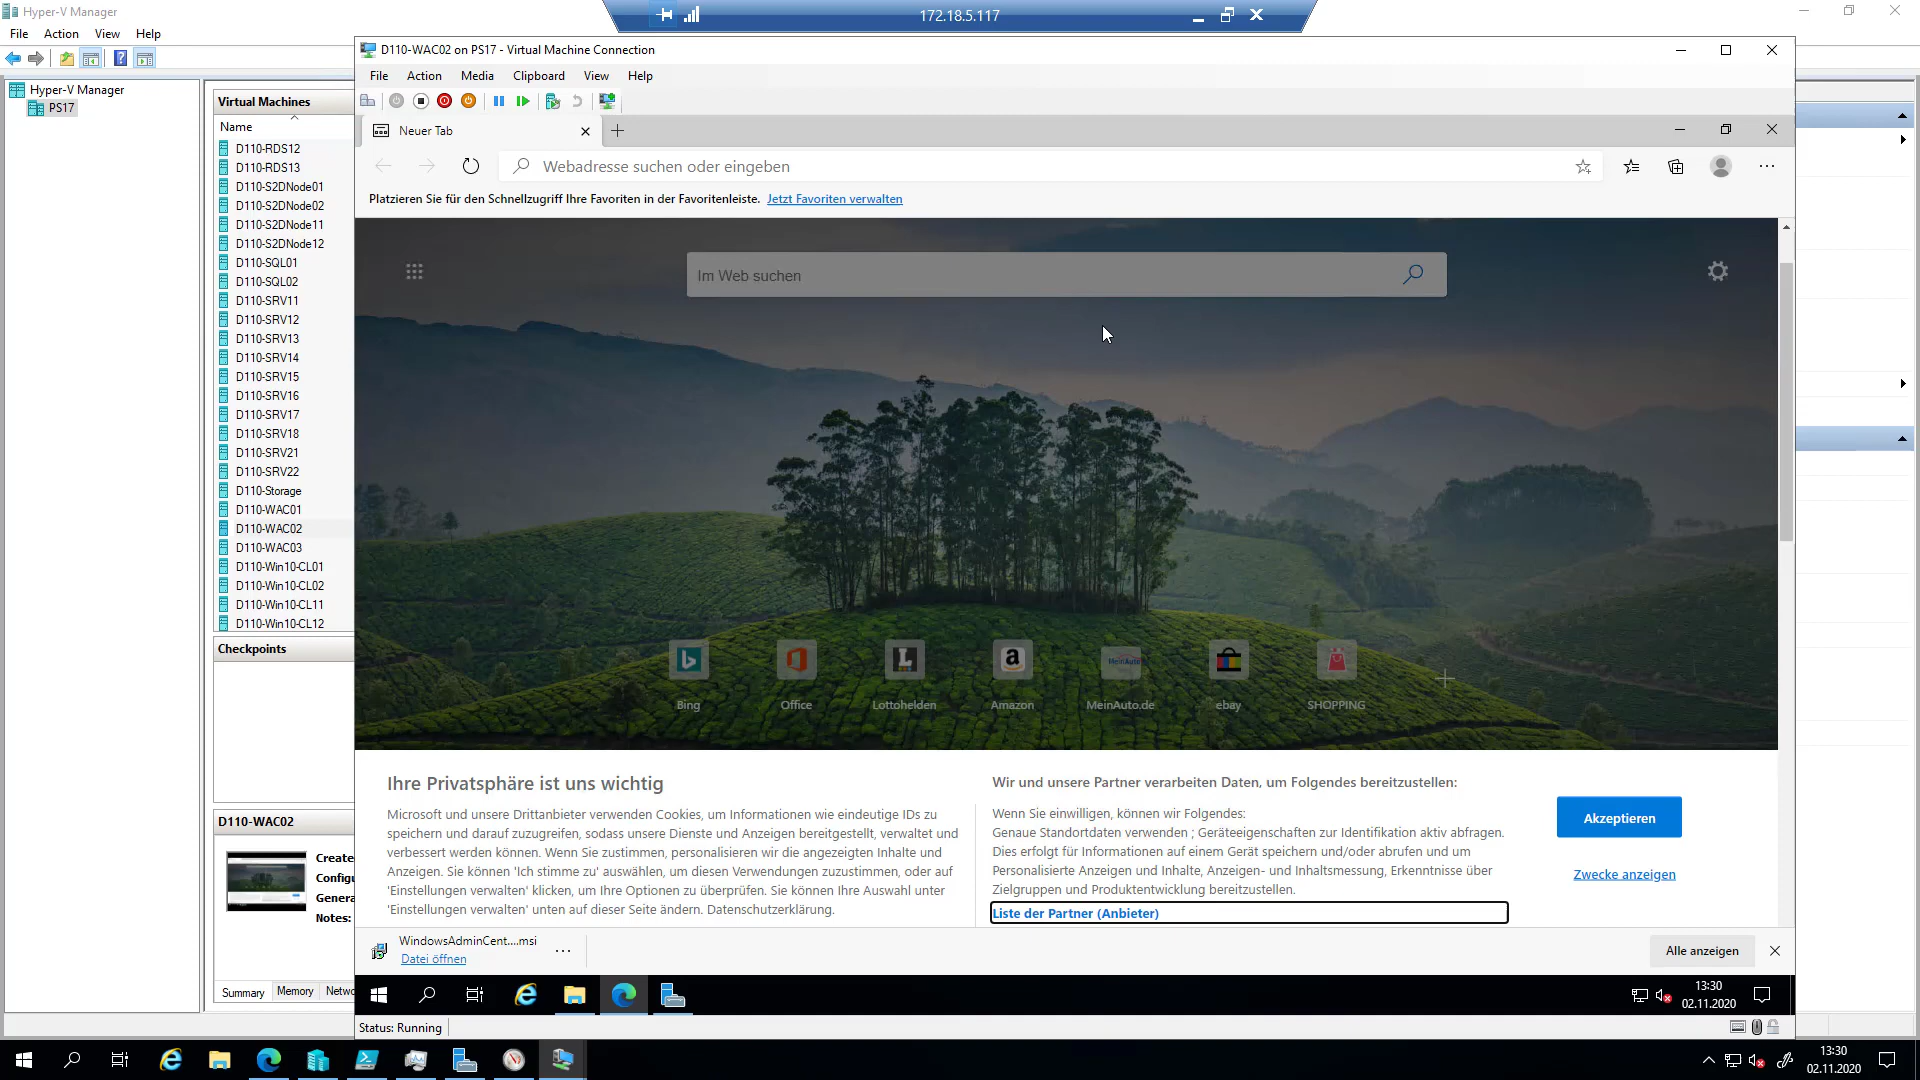 Hyper-V Manager
172.18.5.117
File Action View Help
D110-WAC02 on PS17 - Virtual Machine Connection
File Action Media Clipboard View Help
Hyper-V Manager
PS17
Virtual Machines
Name
D110-RDS12
D110-RDS13
D110-S2DNode01
D110-S2DNode02
D110-S2DNode11
D110-S2DNode12
D110-SQL01
D110-SQL02
D110-SRV11
D110-SRV12
D110-SRV13
D110-SRV14
D110-SRV15
D110-SRV16
D110-SRV17
D110-SRV18
D110-SRV21
D110-SRV22
D110-Storage
D110-WAC01
D110-WAC02
D110-WAC03
D110-Win10-CL01
D110-Win10-CL02
D110-Win10-CL11
D110-Win10-CL12
Checkpoints
D110-WAC02
Create
Configu
Genera
Notes:
Summary Memory Netwo
Neuer Tab
Webadresse suchen oder eingeben
Platzieren Sie für den Schnellzugriff Ihre Favoriten in der Favoritenleiste. Jetzt Favoriten verwalten
Im Web suchen
Bing
Office
Lottohelden
Amazon
MeinAuto
MeinAuto.de
ebay
SHOPPING
Ihre Privatsphäre ist uns wichtig
Microsoft und unsere Drittanbieter verwenden Cookies, um Informationen wie eindeutige IDs zu
speichern und darauf zuzugreifen, sodass unsere Dienste und Anzeigen bereitgestellt, verwaltet und
verbessert werden können. Wenn Sie zustimmen, personalisieren wir die angezeigten Inhalte und
Anzeigen. Sie können 'Ich stimme zu' auswählen, um diesen Verwendungen zuzustimmen, oder auf
'Einstellungen verwalten' klicken, um Ihre Optionen zu überprüfen. Sie können Ihre Auswahl unter
'Einstellungen verwalten' unten auf dieser Seite ändern. Datenschutzerklärung.
Wir und unsere Partner verarbeiten Daten, um Folgendes bereitzustellen:
Wenn Sie einwilligen, können wir Folgendes:
Genaue Standortdaten verwenden ; Geräteeigenschaften zur Identifikation aktiv abfragen.
Dies erfolgt für Informationen auf einem Gerät speichern und/oder abrufen und um
Personalisierte Anzeigen und Inhalte, Anzeigen- und Inhaltsmessung, Erkenntnisse über
Zielgruppen und Produktentwicklung bereitzustellen.
Liste der Partner (Anbieter)
Akzeptieren
Zwecke anzeigen
WindowsAdminCent....msi
Datei öffnen
Alle anzeigen
13:30
02.11.2020
Status: Running
13:30
02.11.2020